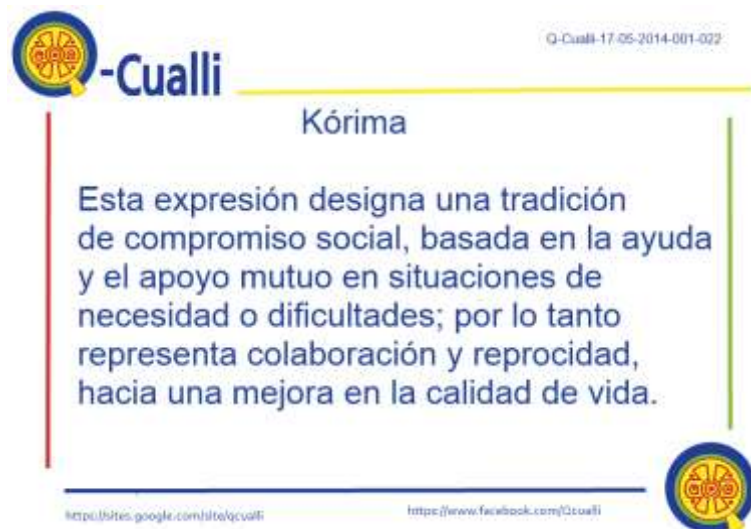 Q-Cualli-17-05-2014-001-022
-Cualli
Kórima
Esta expresión designa una tradición
de compromiso social, basada en la ayuda
y el apoyo mutuo en situaciones de
necesidad o dificultades; por lo tanto
representa colaboración y reprocidad,
hacia una mejora en la calidad de vida.
https://sites.google.com/site/qcualli
https://www.facebook.com/Qcualli